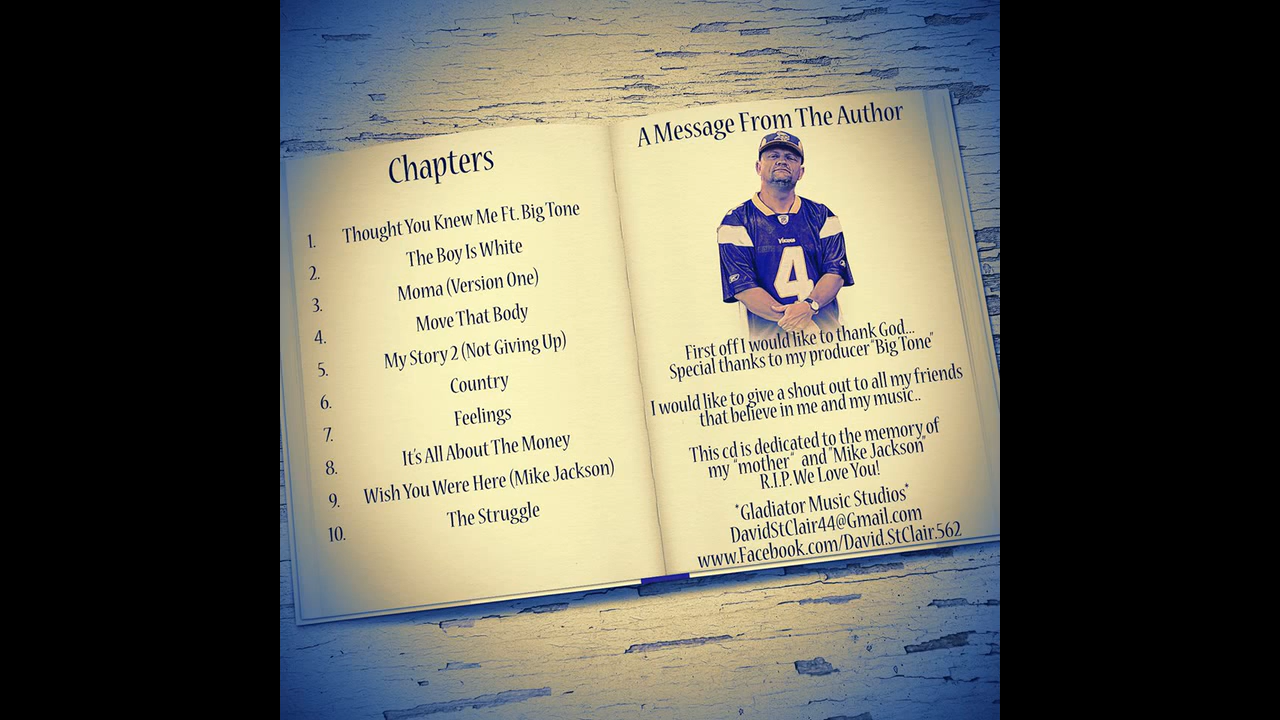 Chapters
1. Thought You Knew Me Ft. Big Tone
2. The Boy Is White
3. Moma (Version One)
4. Move That Body
5. My Story 2 (Not Giving Up)
6. Country
7. Feelings
8. It's All About The Money
9. Wish You Were Here (Mike Jackson)
10. The Struggle
A Message From The Author
Vikings
4
First off I would like to thank God...
Special thanks to my producer "Big Tone"
I would like to give a shout out to all my friends
that believe in me and my music..
This cd is dedicated to the memory of
my "mother" and "Mike Jackson"
R.I.P. We Love You!
*Gladiator Music Studios*
DavidStClair44@Gmail.com
www.Facebook.com/David.StClair.562